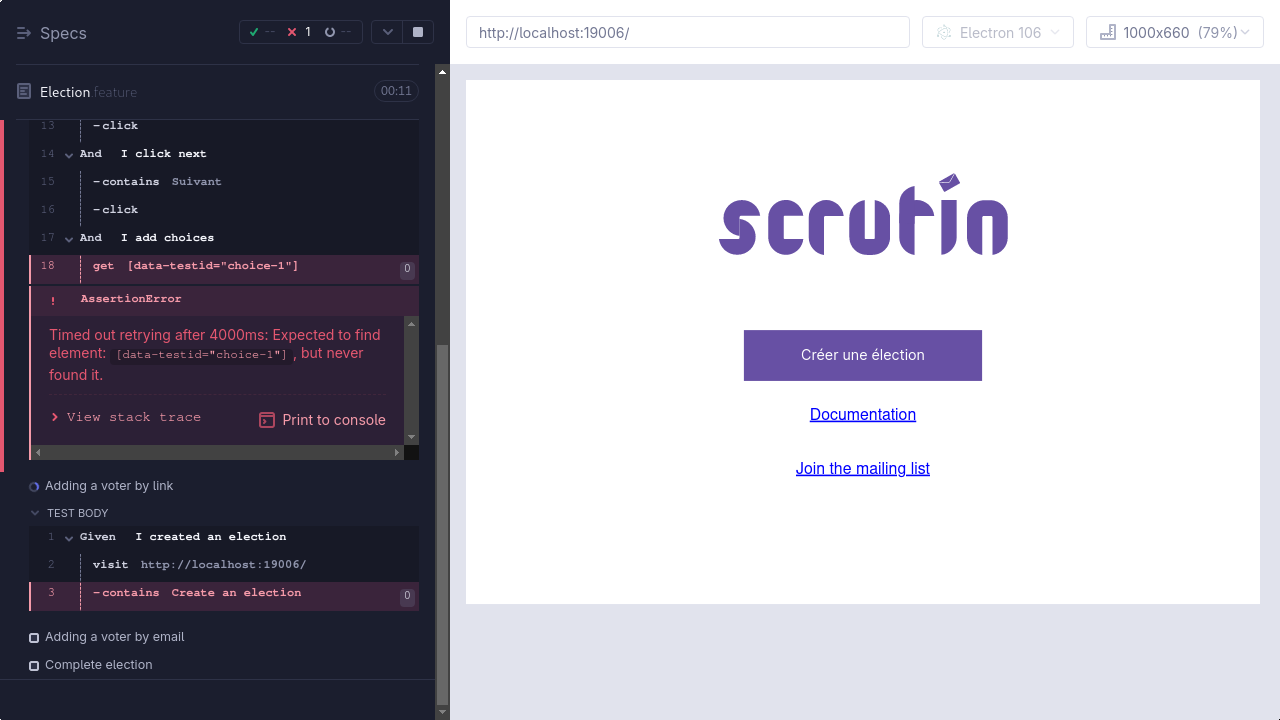 Specs
-- 1 --
Election.feature 00:11
13 -click
14 And I click next
15 -contains Suivant
16 -click
17 And I add choices
18 get [data-testid="choice-1"] 0
! AssertionError
Timed out retrying after 4000ms: Expected to find
element: [data-testid="choice-1"] , but never
found it.
> View stack trace Print to console
Adding a voter by link
TEST BODY
1 Given I created an election
2 visit http://localhost:19006/
3 -contains Create an election 0
Adding a voter by email
Complete election
http://localhost:19006/
Electron 106
1000x660 (79%)
scrutin
Créer une élection
Documentation
Join the mailing list